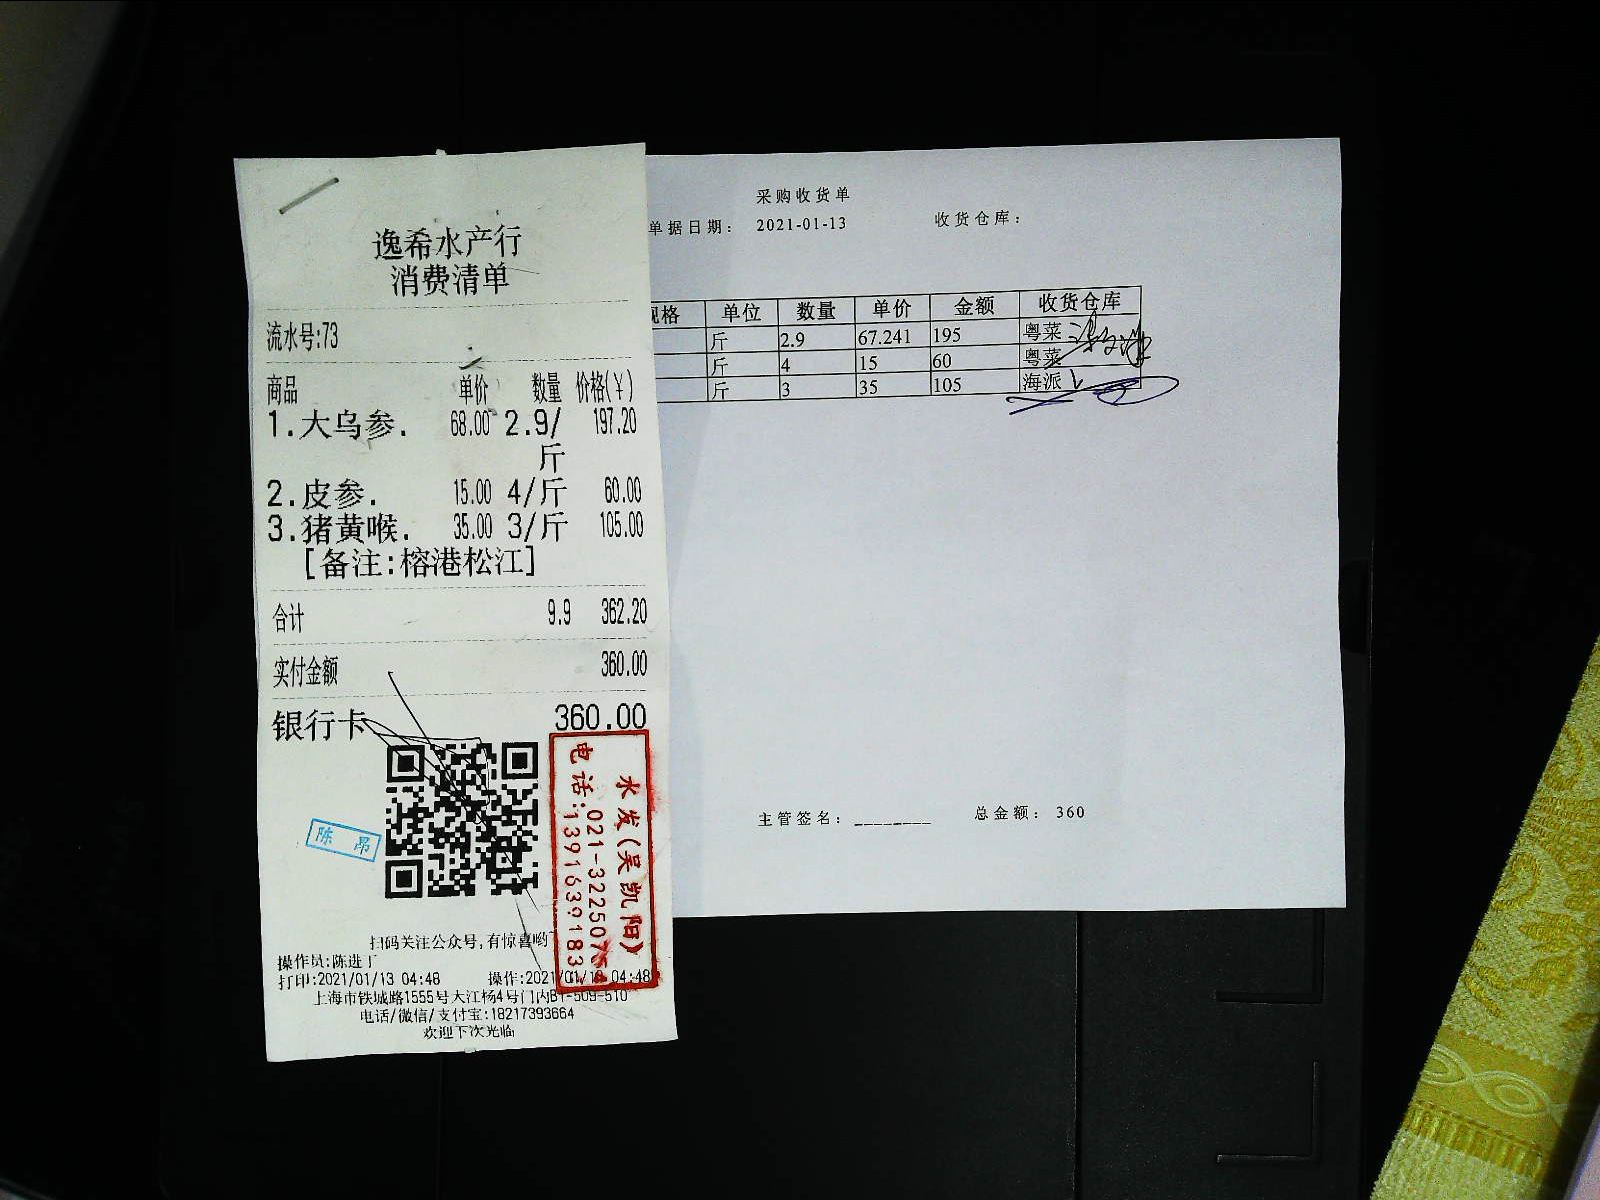 逸希水产行
消费清单
流水号:73
商品 单价 数量 价格(￥)
1.大乌参. 68.00 2.9/斤 197.20
2.皮参. 15.00 4/斤 60.00
3.猪黄喉. 35.00 3/斤 105.00
[备注:榕港松江]
合计 9.9 362.20
实付金额 360.00
银行卡 360.00
陈昂
水发(吴凯阳)
电话:13916391833
扫码关注公众号,有惊喜哟
操作员:陈进
打印:2021/01/13 04:48 操作:2021/01/13 04:48
上海市铁城路1555号大江杨4号门内B1-509-510
电话/微信/支付宝:18217393664
欢迎下次光临
采购收货单
单据日期: 2021-01-13 收货仓库:
规格 单位 数量 单价 金额 收货仓库
斤 2.9 67.241 195 粤菜
斤 4 15 60 粤菜
斤 3 35 105 海派
主管签名: ________ 总金额: 360